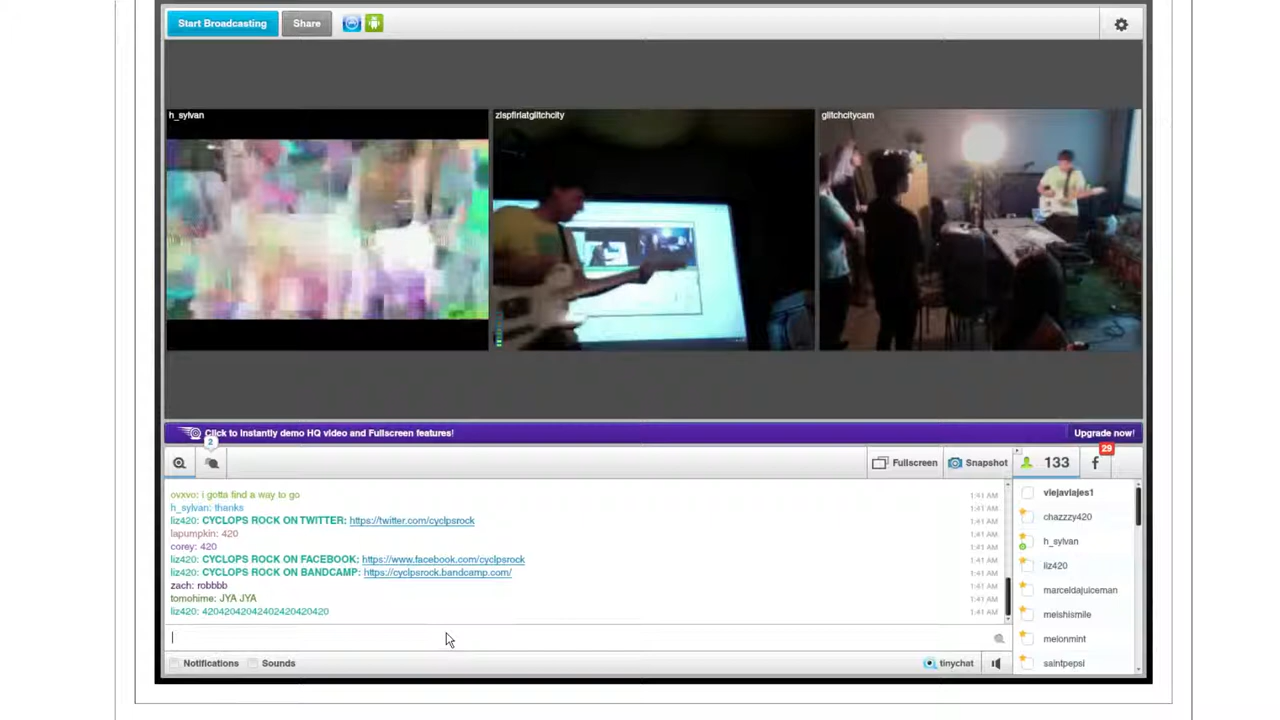 Start Broadcasting
Share
h_sylvan
zispfiriatglitchcity
glitchcitycam
Click to instantly demo HQ video and Fullscreen features!
Upgrade now!
2
Fullscreen
Snapshot
133
29
ovxvo: i gotta find a way to go 1:41 AM
h_sylvan: thanks 1:41 AM
liz420: CYCLOPS ROCK ON TWITTER: https://twitter.com/cyclpsrock 1:41 AM
lapumpkin: 420 1:41 AM
corey: 420 1:41 AM
liz420: CYCLOPS ROCK ON FACEBOOK: https://www.facebook.com/cyclpsrock 1:41 AM
liz420: CYCLOPS ROCK ON BANDCAMP: https://cyclpsrock.bandcamp.com/ 1:41 AM
zach: robbbb 1:41 AM
tomohime: JYA JYA 1:41 AM
liz420: 42042042042402420420420 1:41 AM
viejaviajes1
chazzzy420
h_sylvan
liz420
marceldajuiceman
meishismile
melonmint
saintpepsi
Notifications
Sounds
tinychat